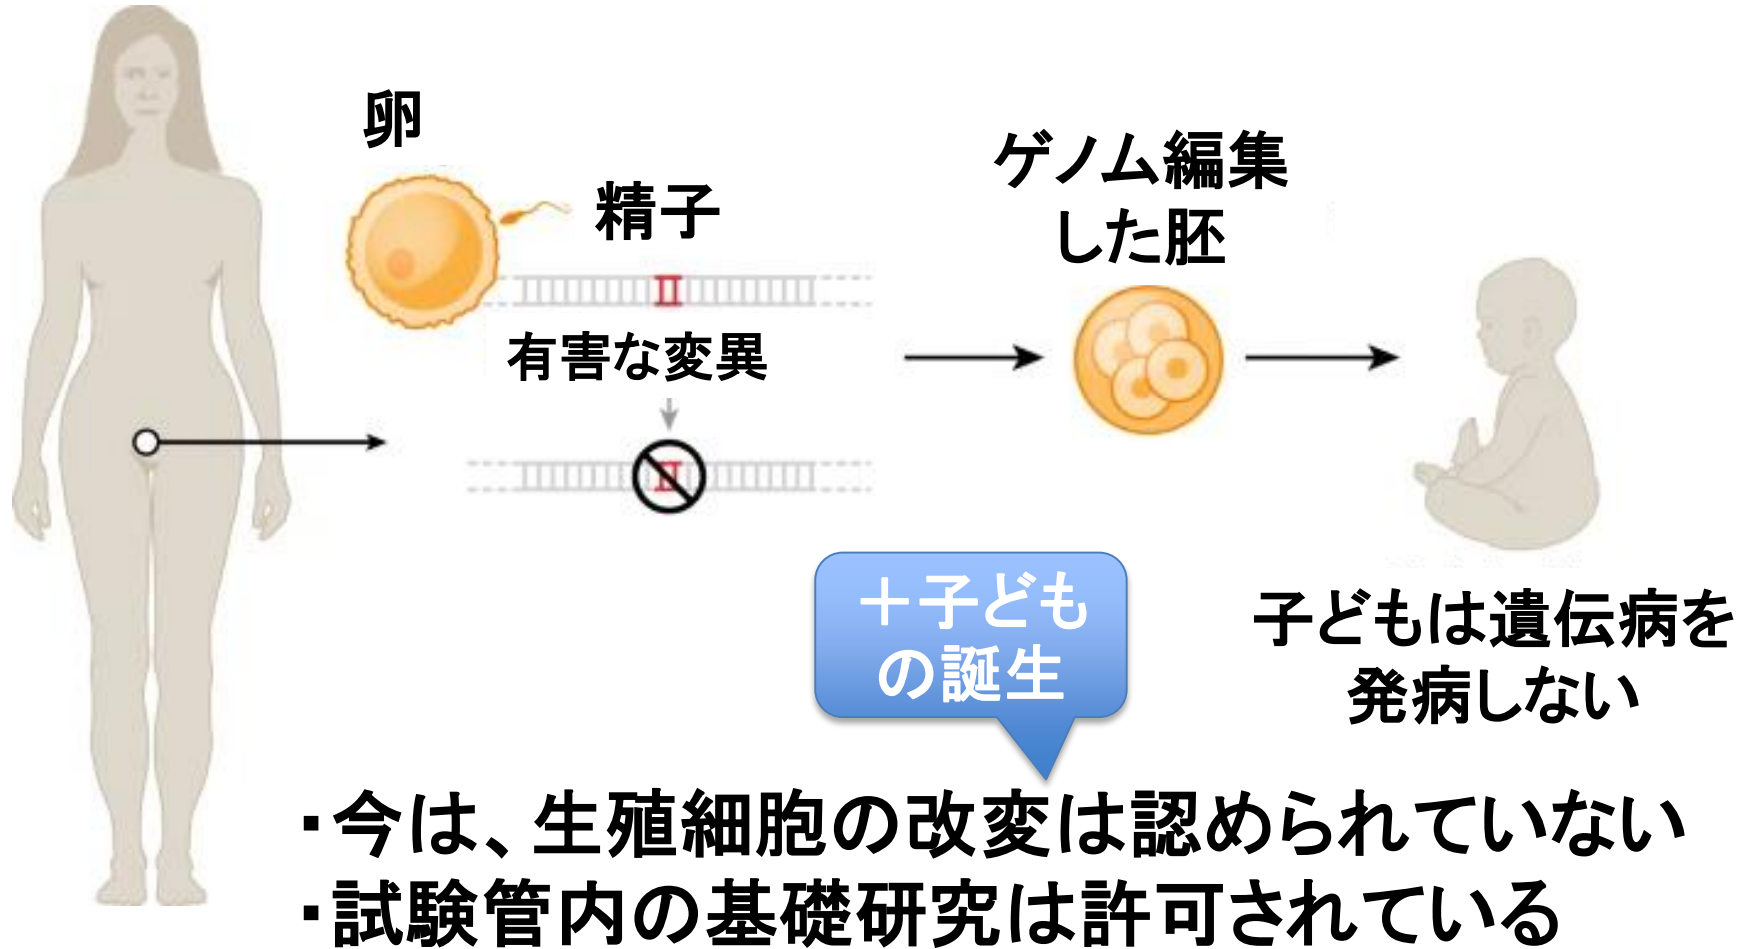 卵
精子
有害な変異
ゲノム編集
した胚
+子ども
の誕生
子どもは遺伝病を
発病しない
・今は、生殖細胞の改変は認められていない
・試験管内の基礎研究は許可されている